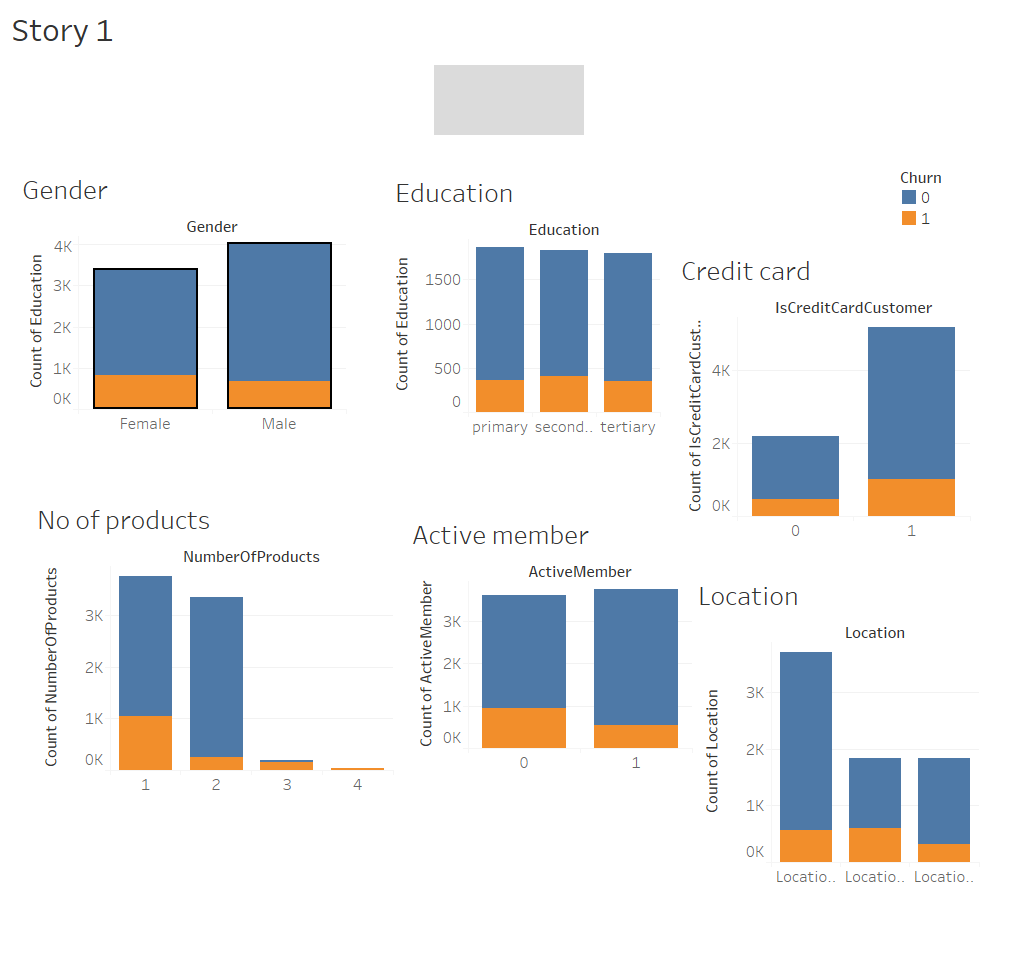 Story 1
Gender
Gender
Count of Education
4K
3K
2K
1K
0K
Female
Male
Education
Education
Count of Education
1500
1000
500
0
primary
second..
tertiary
Churn
0
1
Credit card
IsCreditCardCustomer
Count of IsCreditCardCust..
4K
2K
0K
0
1
No of products
NumberOfProducts
Count of NumberOfProducts
3K
2K
1K
0K
1
2
3
4
Active member
ActiveMember
Count of ActiveMember
3K
2K
1K
0K
0
1
Location
Location
Count of Location
3K
2K
1K
0K
Locatio..
Locatio..
Locatio..